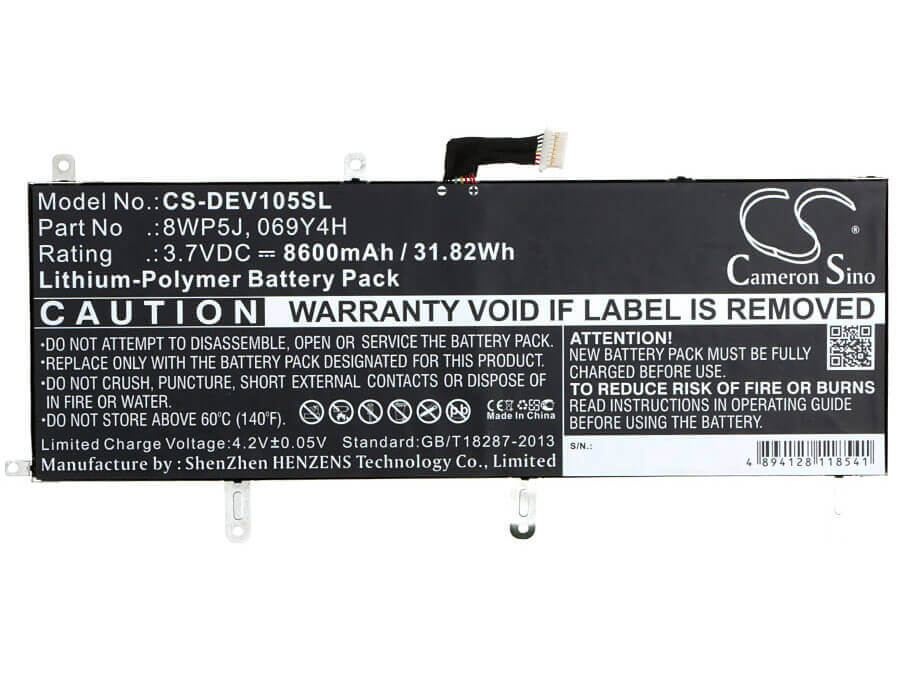 Model No.:CS-DEV105SL
Part No :8WP5J, 069Y4H
Rating :3.7VDC ⎓ 8600mAh / 31.82Wh
Lithium-Polymer Battery Pack
CS®
Cameron Sino
CAUTION WARRANTY VOID IF LABEL IS REMOVED
•DO NOT ATTEMPT TO DISASSEMBLE, OPEN OR SERVICE THE BATTERY PACK.
•REPLACE ONLY WITH THE BATTERY PACK DESIGNATED FOR THIS PRODUCT.
•DO NOT CRUSH, PUNCTURE, SHORT EXTERNAL CONTACTS OR DISPOSE OF
IN FIRE OR WATER.
•DO NOT STORE ABOVE 60°C (140°F).
CE
Made In China
Limited Charge Voltage:4.2V±0.05V Standard:GB/T18287-2013
Manufacture by :ShenZhen HENZENS Technology Co., Limited
ATTENTION!
NEW BATTERY PACK MUST BE FULLY
CHARGED BEFORE USE.
TO REDUCE RISK OF FIRE OR BURNS
READ INSTRUCTIONS IN OPERATING GUIDE
BEFORE USING THE BATTERY.
S/N.:
4 894128 118541